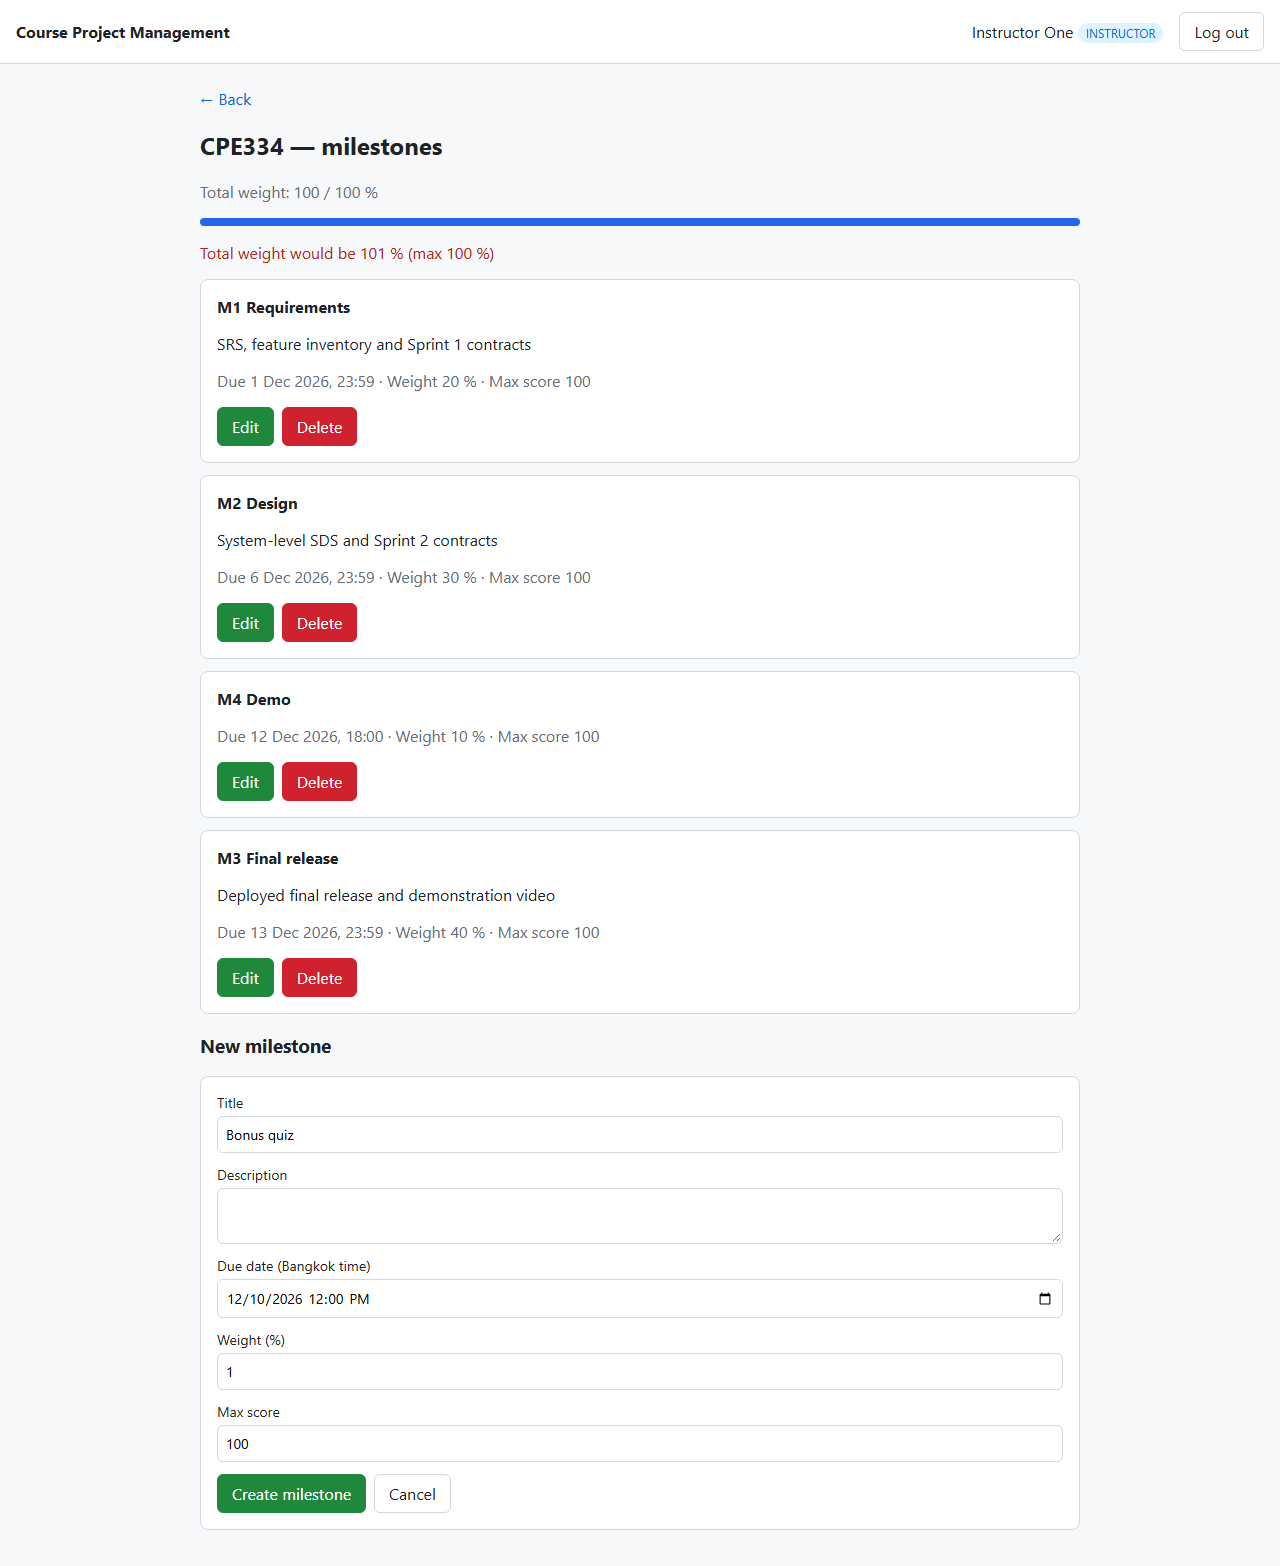 Course Project Management
Instructor One INSTRUCTOR Log out
← Back
CPE334 — milestones
Total weight: 100 / 100 %
Total weight would be 101 % (max 100 %)
M1 Requirements
SRS, feature inventory and Sprint 1 contracts
Due 1 Dec 2026, 23:59 · Weight 20 % · Max score 100
Edit Delete
M2 Design
System-level SDS and Sprint 2 contracts
Due 6 Dec 2026, 23:59 · Weight 30 % · Max score 100
Edit Delete
M4 Demo
Due 12 Dec 2026, 18:00 · Weight 10 % · Max score 100
Edit Delete
M3 Final release
Deployed final release and demonstration video
Due 13 Dec 2026, 23:59 · Weight 40 % · Max score 100
Edit Delete
New milestone
Title
Bonus quiz
Description
Due date (Bangkok time)
12/10/2026 12:00 PM
Weight (%)
1
Max score
100
Create milestone Cancel